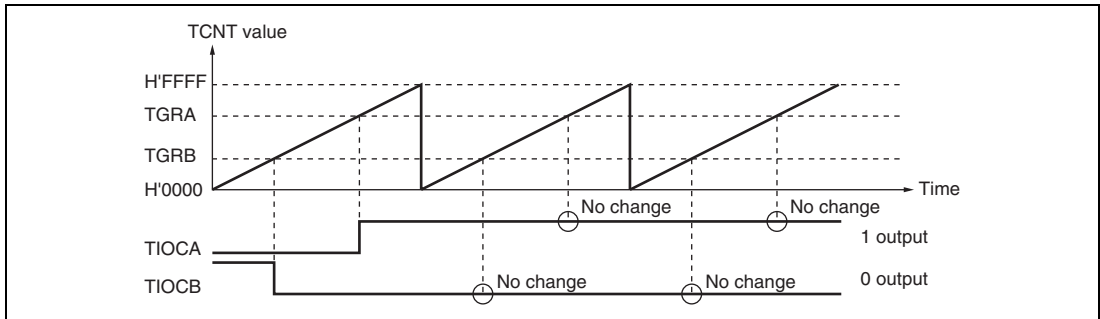 TCNT value
H'FFFF
TGRA
TGRB
H'0000
Time
No change
No change
1 output
TIOCA
No change
No change
0 output
TIOCB